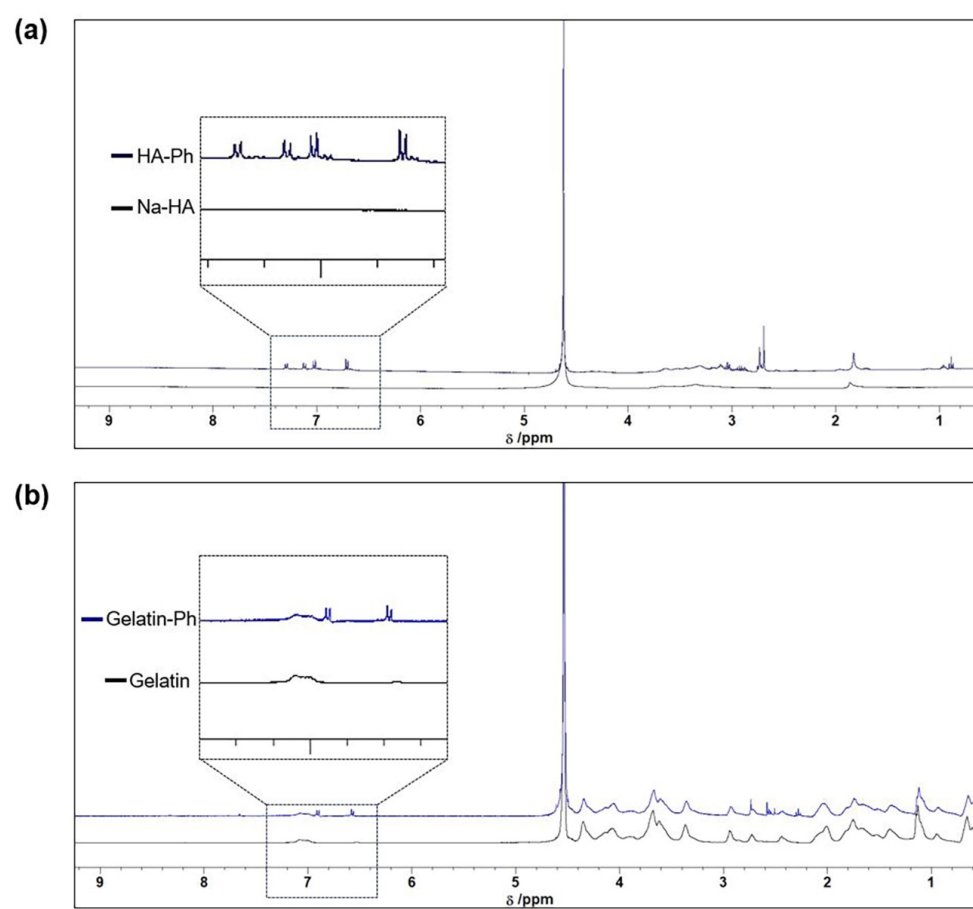 (a)
HA-Ph
Na-HA
9 8 7 6 5 4 3 2 1
δ /ppm
(b)
Gelatin-Ph
Gelatin
9 8 7 6 5 4 3 2 1
δ /ppm